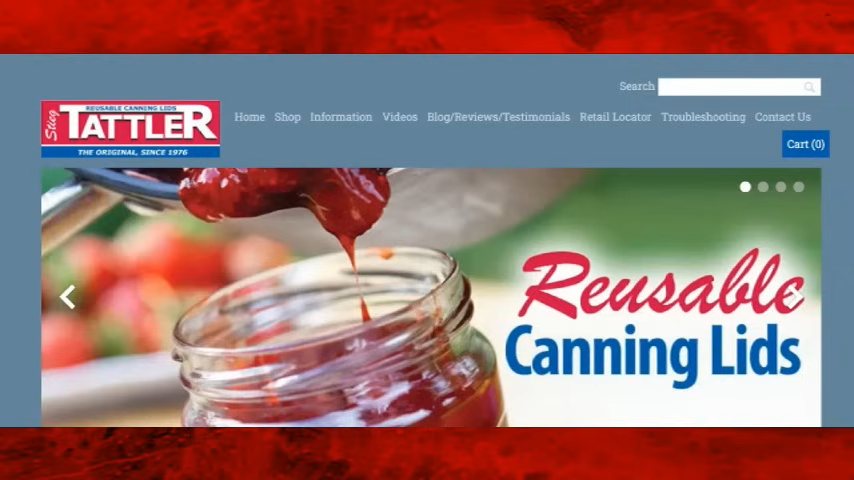 Search
REUSABLE CANNING LIDS
Stieg
TATTLER
THE ORIGINAL, SINCE 1976
Home Shop Information Videos Blog/Reviews/Testimonials Retail Locator Troubleshooting Contact Us
Cart (0)
Reusable
Canning Lids